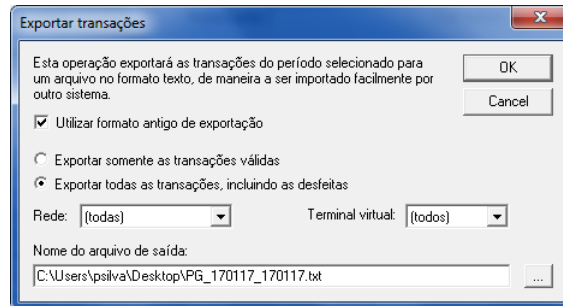 Exportar transações
Esta operação exportará as transações do período selecionado para
um arquivo no formato texto, de maneira a ser importado facilmente por
outro sistema.
OK
Cancel
Utilizar formato antigo de exportação
Exportar somente as transações válidas
Exportar todas as transações, incluindo as desfeitas
Rede: (todas) Terminal virtual: (todos)
Nome do arquivo de saída:
C:\Users\psilva\Desktop\PG_170117_170117.txt ...